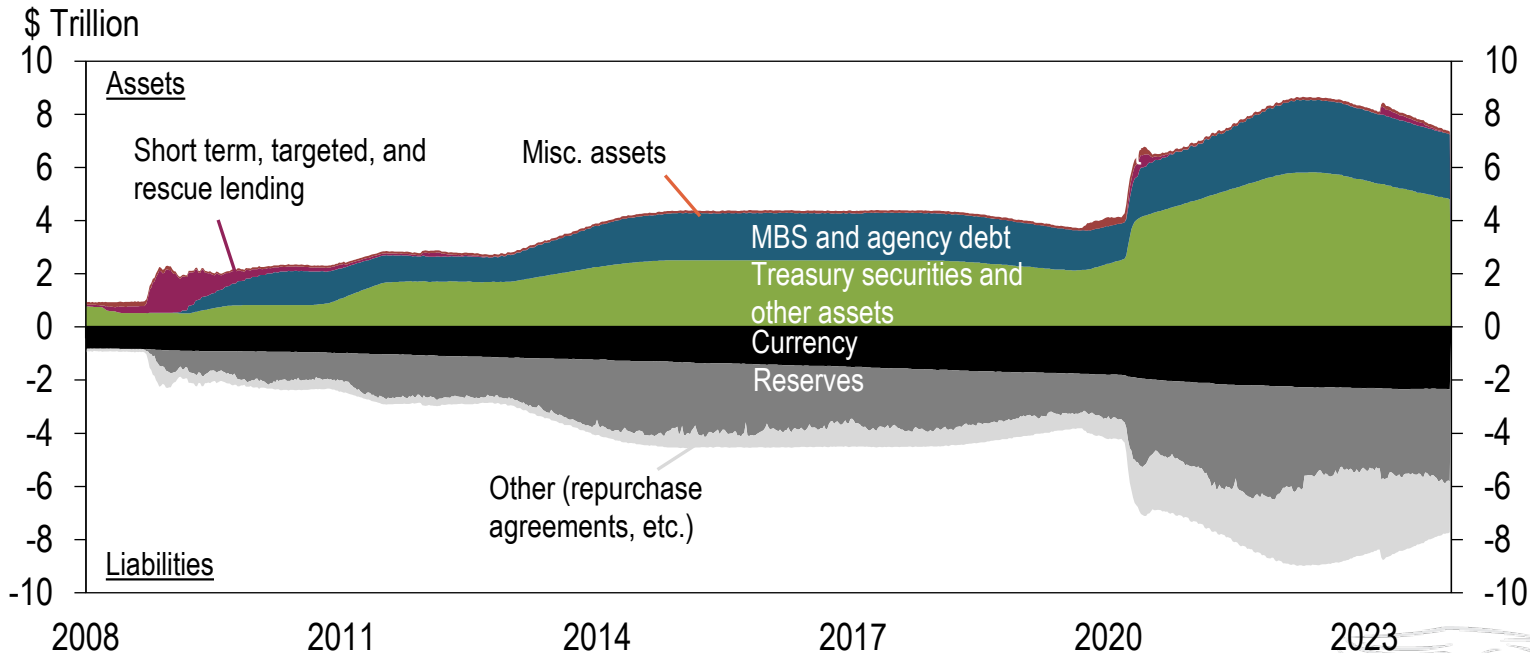 $ Trillion
10
8
6
4
2
0
-2
-4
-6
-8
-10
Assets
Short term, targeted, and
rescue lending
Misc. assets
MBS and agency debt
Treasury securities and
other assets
Currency
Reserves
Other (repurchase
agreements, etc.)
Liabilities
10
8
6
4
2
0
-2
-4
-6
-8
-10
2008 2011 2014 2017 2020 2023